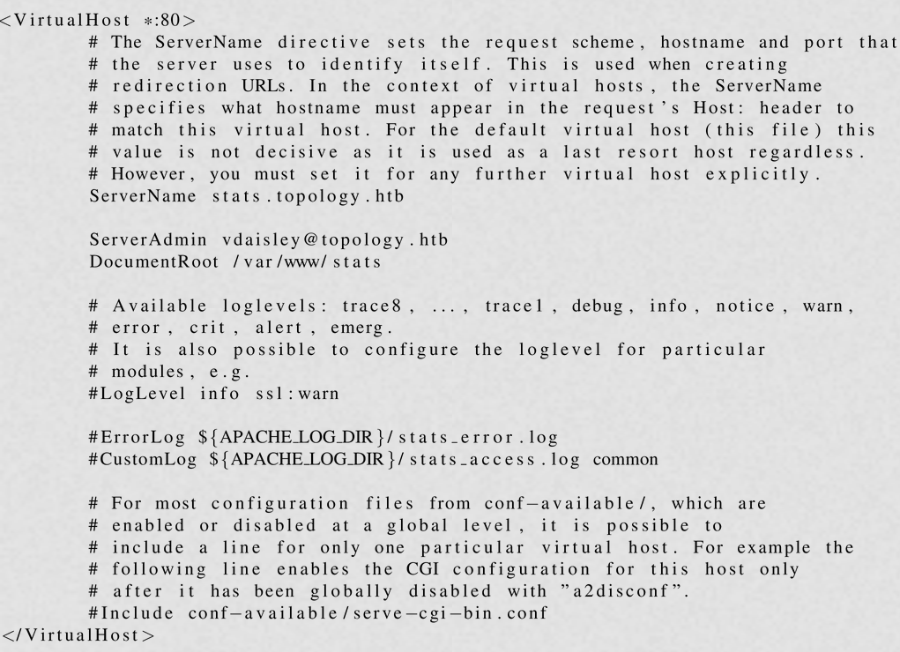 <VirtualHost *:80>
# The ServerName directive sets the request scheme, hostname and port that
# the server uses to identify itself. This is used when creating
# redirection URLs. In the context of virtual hosts, the ServerName
# specifies what hostname must appear in the request's Host: header to
# match this virtual host. For the default virtual host (this file) this
# value is not decisive as it is used as a last resort host regardless.
# However, you must set it for any further virtual host explicitly.
ServerName stats.topology.htb
ServerAdmin vdaisley@topology.htb
DocumentRoot /var/www/stats
# Available loglevels: trace8, ..., trace1, debug, info, notice, warn,
# error, crit, alert, emerg.
# It is also possible to configure the loglevel for particular
# modules, e.g.
#LogLevel info ssl:warn
#ErrorLog ${APACHE_LOG_DIR}/stats_error.log
#CustomLog ${APACHE_LOG_DIR}/stats_access.log common
# For most configuration files from conf−available/, which are
# enabled or disabled at a global level, it is possible to
# include a line for only one particular virtual host. For example the
# following line enables the CGI configuration for this host only
# after it has been globally disabled with "a2disconf".
#Include conf−available/serve−cgi−bin.conf
</VirtualHost>